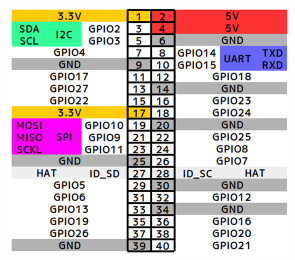 3.3V 1 2 5V
SDA I2C GPIO2 3 4 5V
SCL GPIO3 5 6 GND
GPIO4 7 8 GPIO14 UART TXD
GND 9 10 GPIO15 RXD
GPIO17 11 12 GPIO18
GPIO27 13 14 GND
GPIO22 15 16 GPIO23
3.3V 17 18 GPIO24
MOSI SPI GPIO10 19 20 GND
MISO GPIO9 21 22 GPIO25
SCKL GPIO11 23 24 GPIO8
GND 25 26 GPIO7
HAT ID_SD 27 28 ID_SC HAT
GPIO5 29 30 GND
GPIO6 31 32 GPIO12
GPIO13 33 34 GND
GPIO19 35 36 GPIO16
GPIO26 37 38 GPIO20
GND 39 40 GPIO21